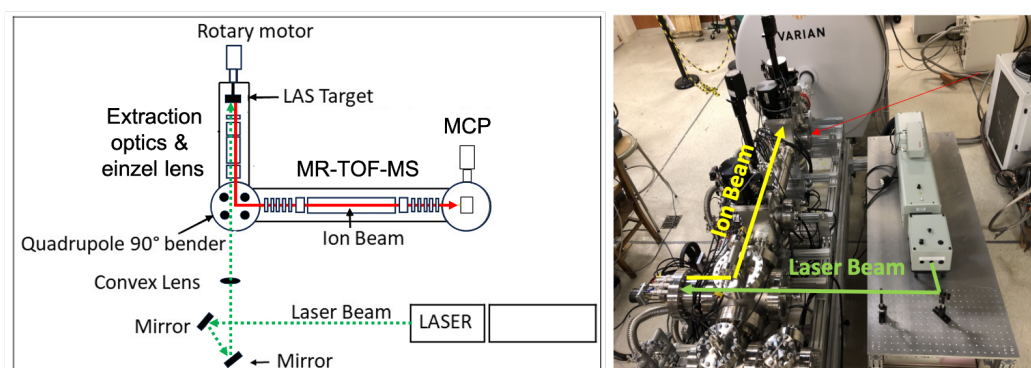 Rotary motor
LAS Target
Extraction
optics &
einzel lens
MCP
MR-TOF-MS
Quadrupole 90° bender
Ion Beam
Convex Lens
Laser Beam
LASER
Mirror
Mirror
VARIAN
Ion Beam
Laser Beam